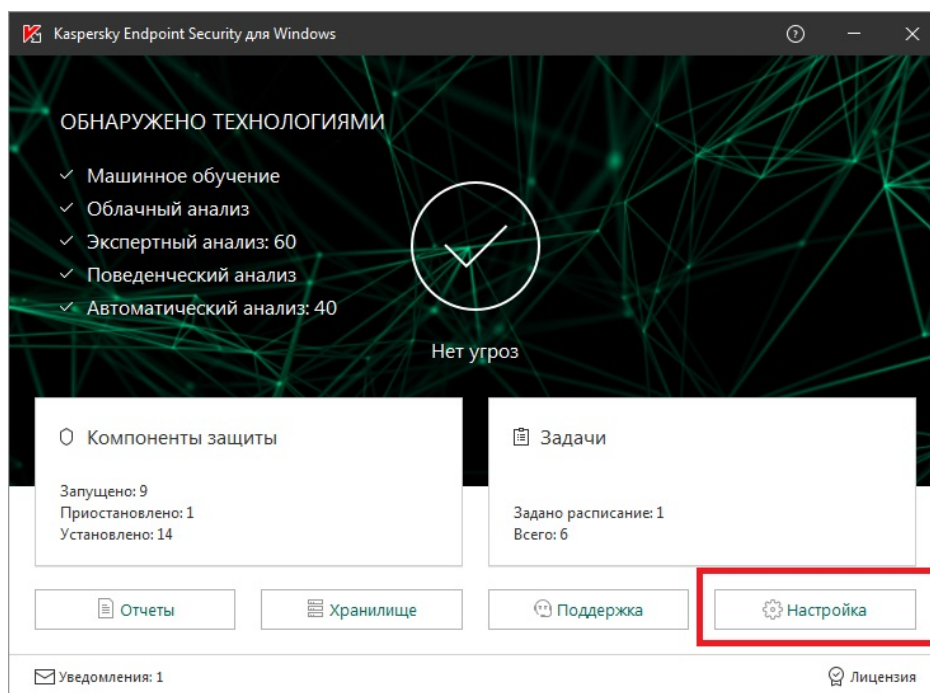 Kaspersky Endpoint Security для Windows
ОБНАРУЖЕНО ТЕХНОЛОГИЯМИ
Машинное обучение
Облачный анализ
Экспертный анализ: 60
Поведенческий анализ
Автоматический анализ: 40
Нет угроз
Компоненты защиты
Запущено: 9
Приостановлено: 1
Установлено: 14
Задачи
Задано расписание: 1
Всего: 6
Отчеты
Хранилище
Поддержка
Настройка
Уведомления: 1
Лицензия